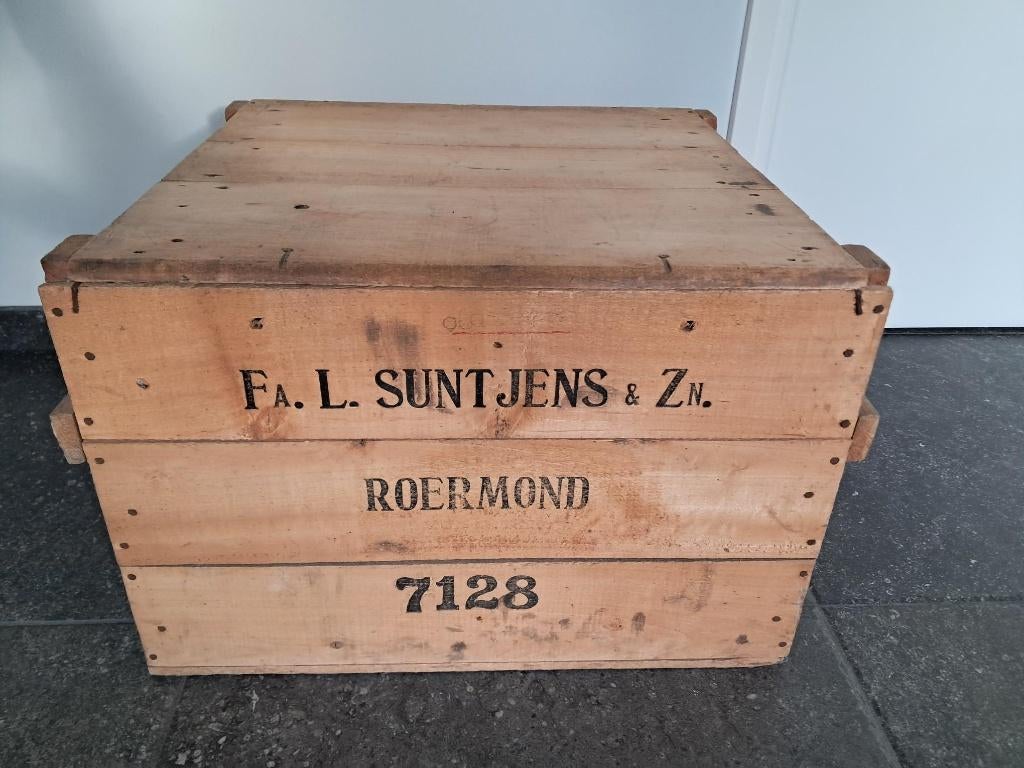 Fa. L. SUNTJENS & Zn.
ROERMOND
7128